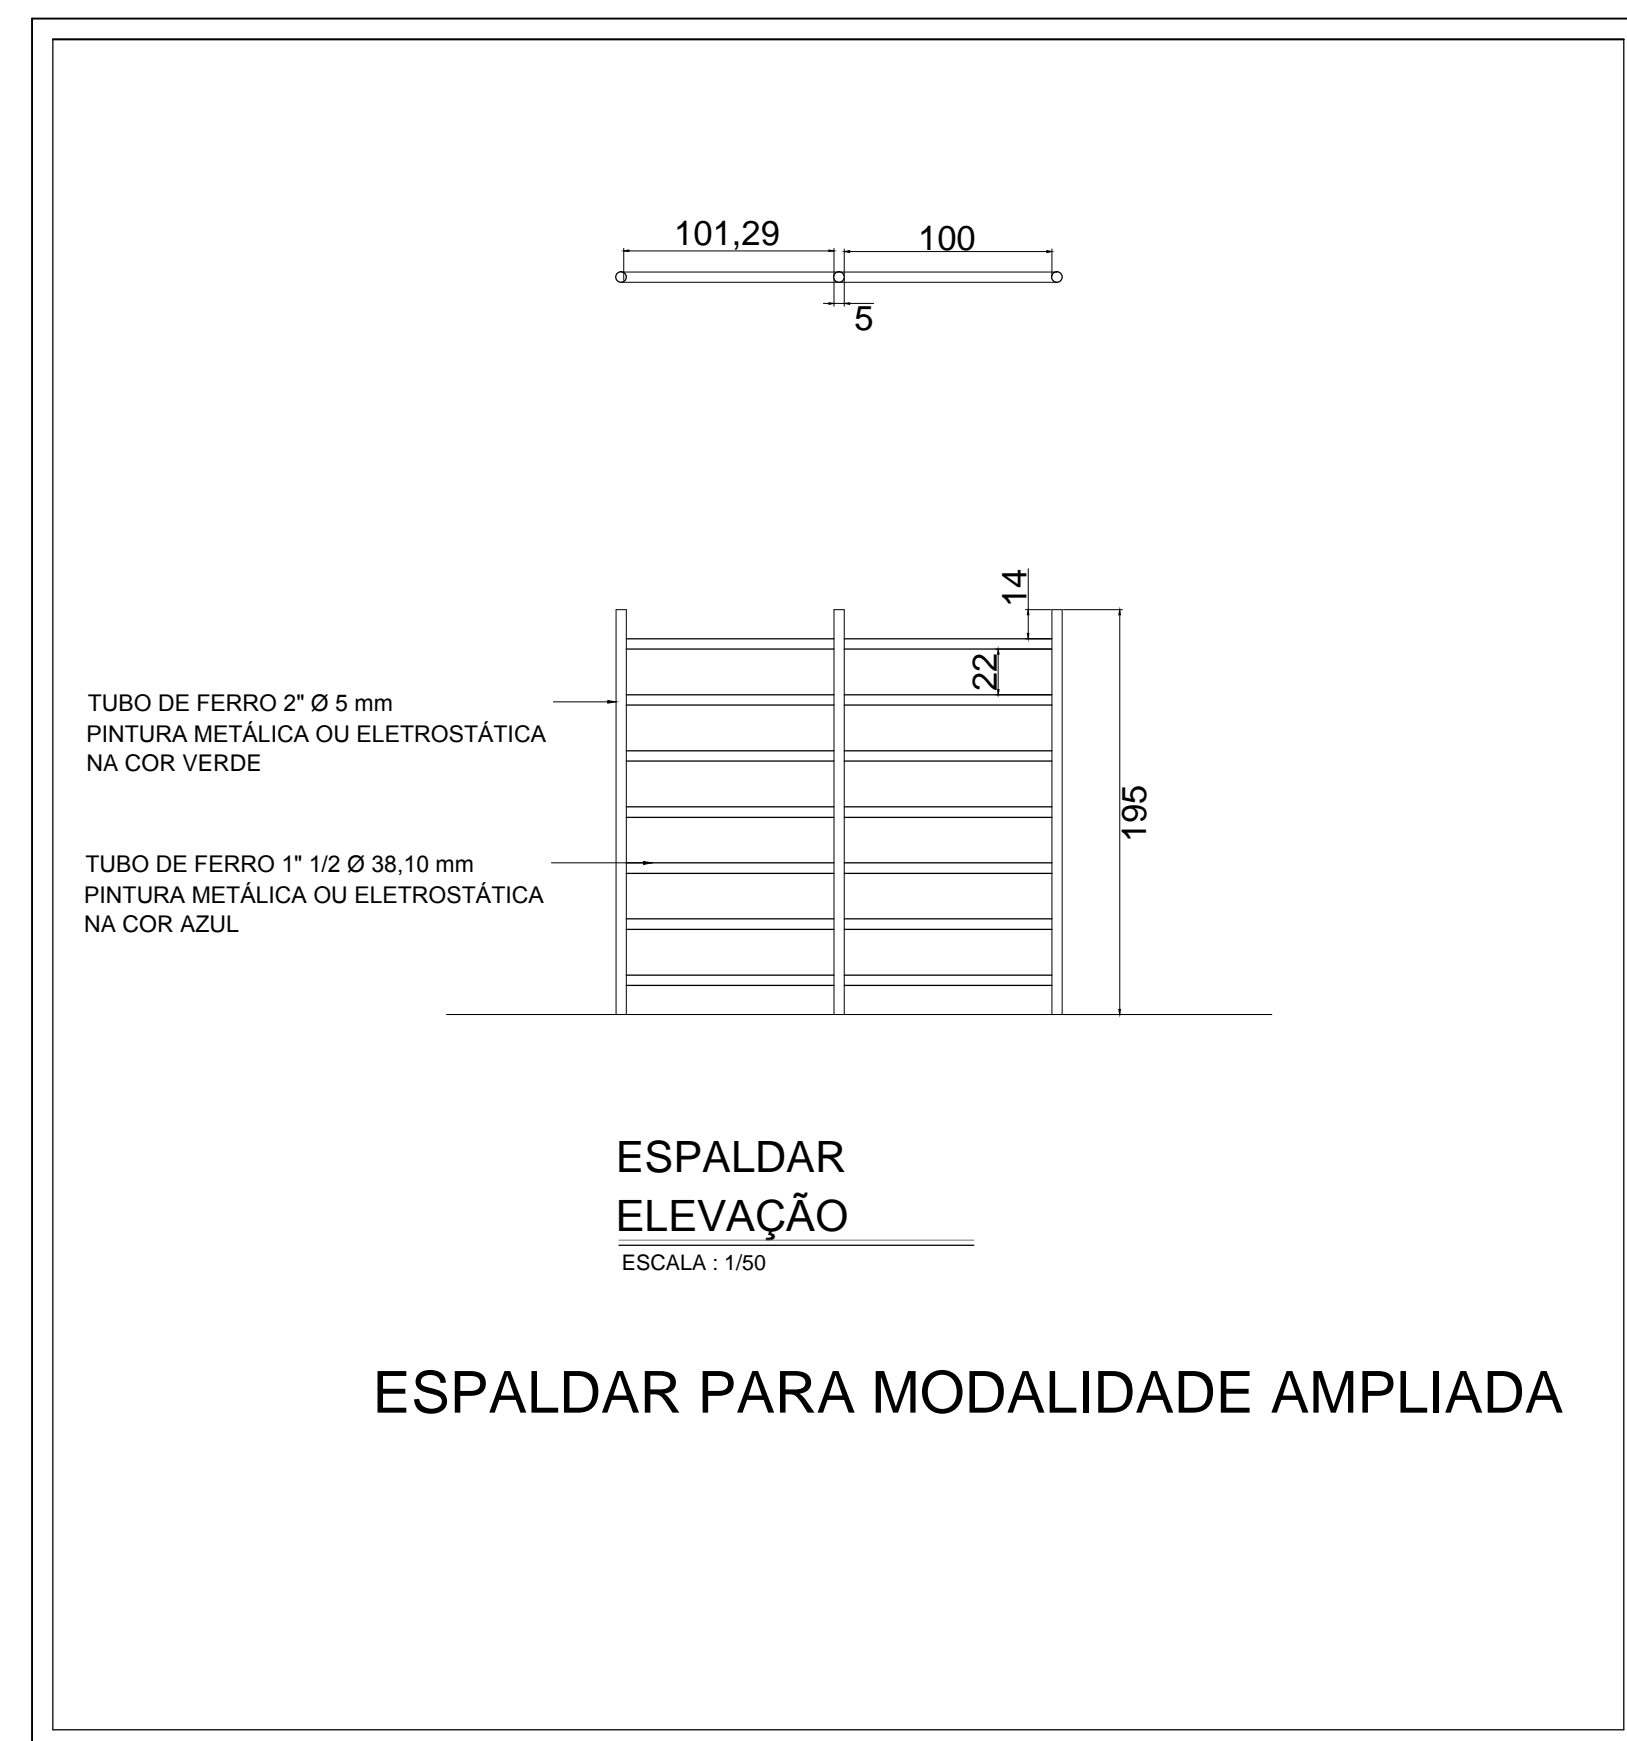 101,29
100
5
14
22
195
TUBO DE FERRO 2" Ø 5 mm
PINTURA METÁLICA OU ELETROSTÁTICA
NA COR VERDE
TUBO DE FERRO 1" 1/2 Ø 38,10 mm
PINTURA METÁLICA OU ELETROSTÁTICA
NA COR AZUL
ESPALDAR
ELEVAÇÃO
ESCALA : 1/50
ESPALDAR PARA MODALIDADE AMPLIADA